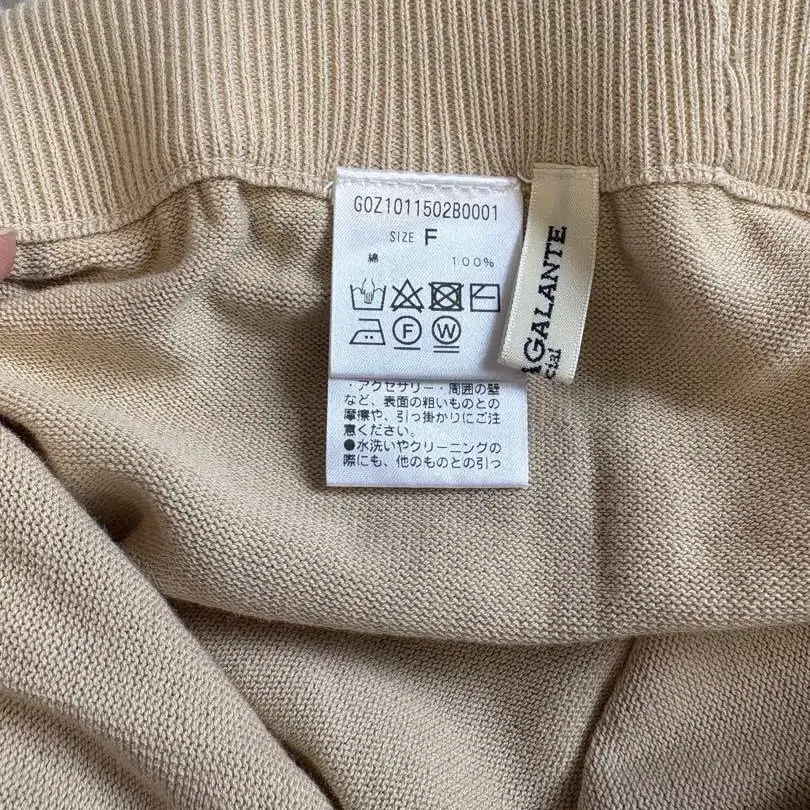 G0Z1011502B0001
SIZE F
綿 100%
F W
・アクセサリー・周囲の壁
など、表面の粗いものとの
摩擦や、引っ掛かりにご注
意ください。
●水洗いやクリーニングの
際にも、他のものとの引っ
GALANTE